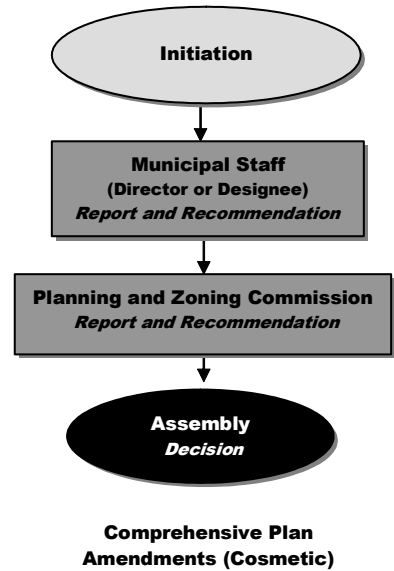 Initiation
Municipal Staff
(Director or Designee)
Report and Recommendation
Planning and Zoning Commission
Report and Recommendation
Assembly
Decision
Comprehensive Plan
Amendments (Cosmetic)